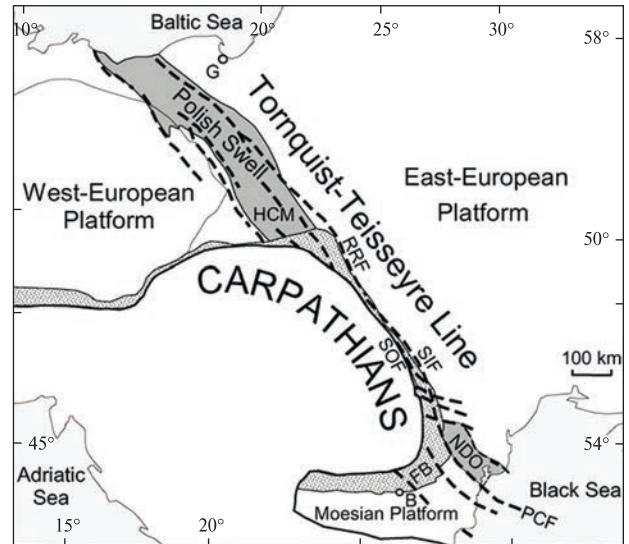 10°
20°
25°
30°
58°
Baltic Sea
G
Polish Swell
Tornquist-Teisseyre Line
West-European
Platform
East-European
Platform
HCM
RRF
50°
CARPATHIANS
SOF
SIF
100 km
45°
54°
NDO
FB
Adriatic
Sea
B
Black Sea
Moesian Platform
PCF
15°
20°